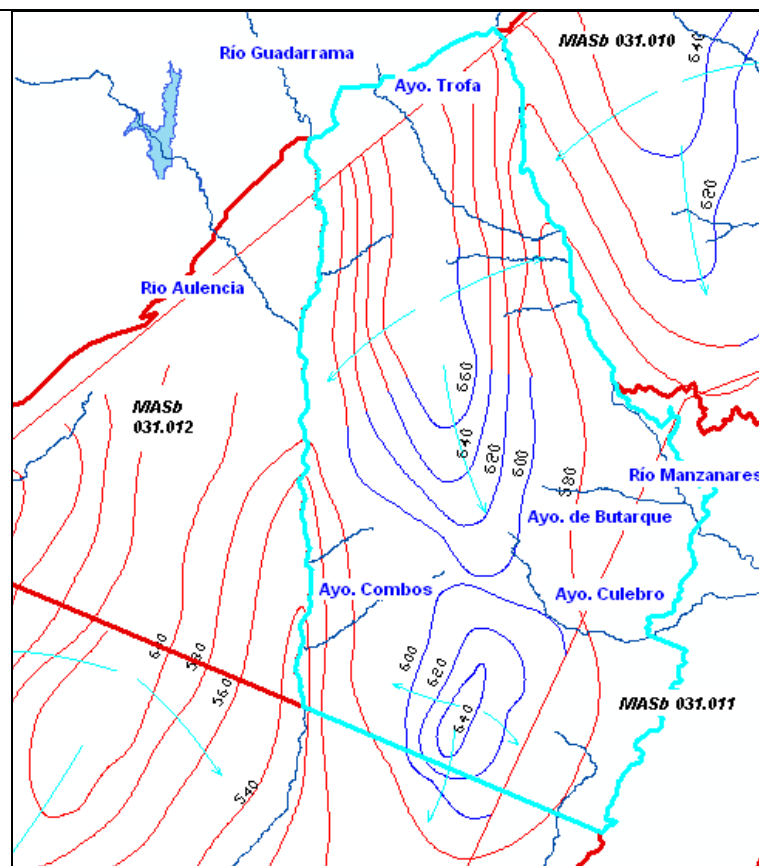 MASb 031.010
640
Río Guadarrama
Ayo. Trofa
620
Río Aulencia
660
MASb
031.012
640
620
600
580
Río Manzanares
Ayo. de Butarque
Ayo. Combos
Ayo. Culebro
600
620
640
600
580
560
540
MASb 031.011